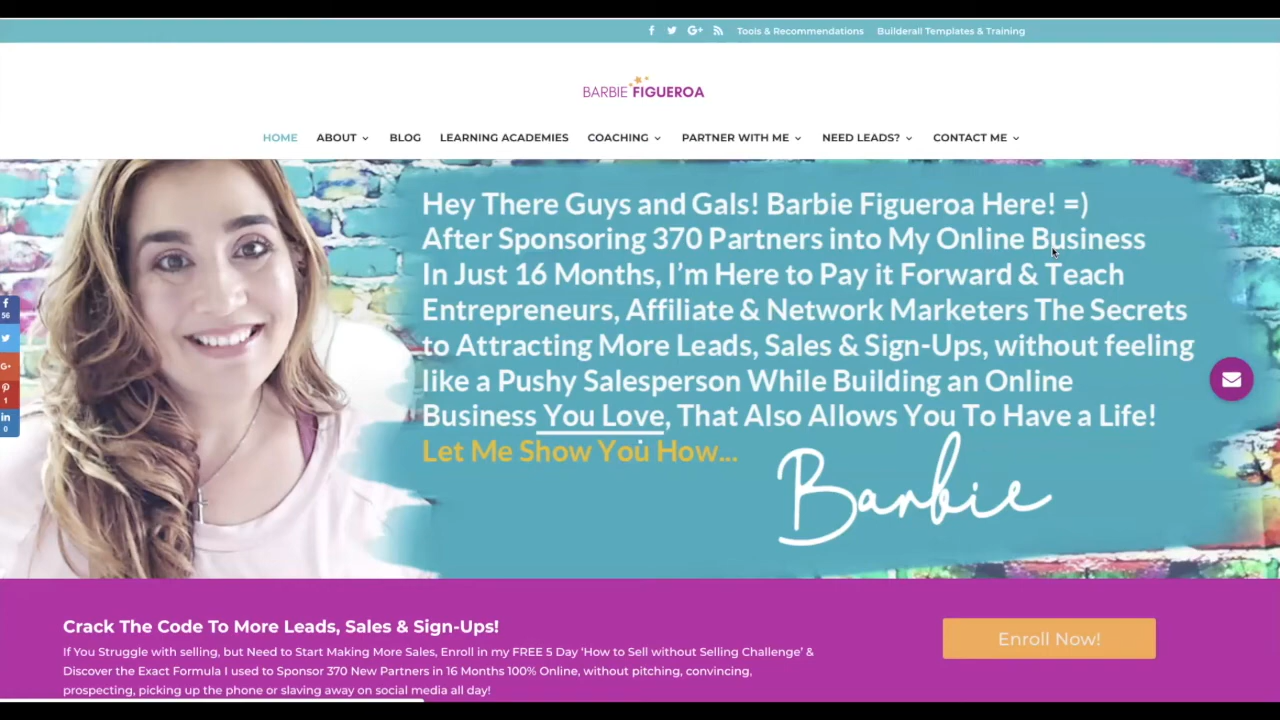 Tools & Recommendations Builderall Templates & Training
BARBIE FIGUEROA
HOME ABOUT BLOG LEARNING ACADEMIES COACHING PARTNER WITH ME NEED LEADS? CONTACT ME
Hey There Guys and Gals! Barbie Figueroa Here! =)
After Sponsoring 370 Partners into My Online Business
In Just 16 Months, I'm Here to Pay it Forward & Teach
Entrepreneurs, Affiliate & Network Marketers The Secrets
to Attracting More Leads, Sales & Sign-Ups, without feeling
like a Pushy Salesperson While Building an Online
Business You Love, That Also Allows You To Have a Life!
Let Me Show You How...
Barbie
56
G+
1
in
0
Crack The Code To More Leads, Sales & Sign-Ups!
If You Struggle with selling, but Need to Start Making More Sales, Enroll in my FREE 5 Day 'How to Sell without Selling Challenge' &
Discover the Exact Formula I used to Sponsor 370 New Partners in 16 Months 100% Online, without pitching, convincing,
prospecting, picking up the phone or slaving away on social media all day!
Enroll Now!